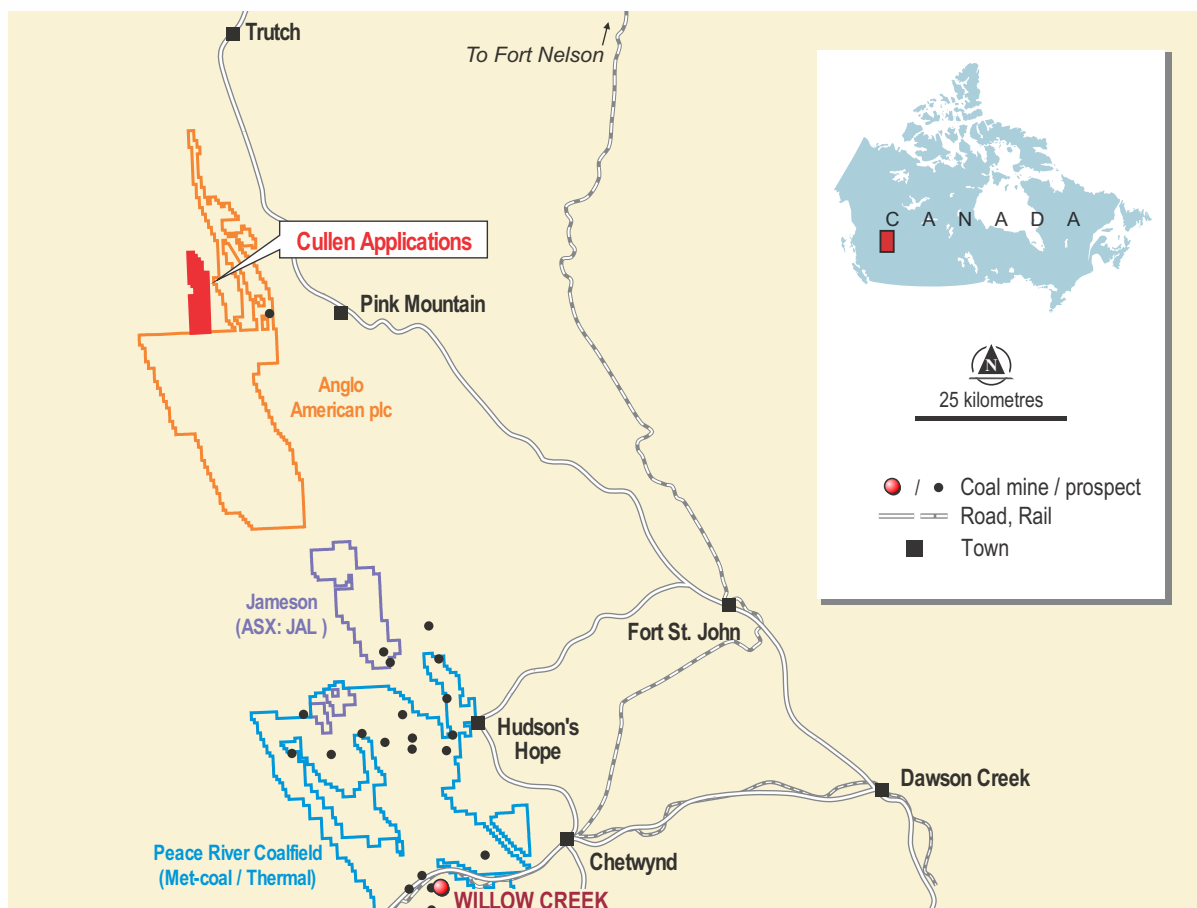 Trutch
To Fort Nelson
Cullen Applications
Pink Mountain
Anglo
American plc
Jameson
(ASX: JAL )
Fort St. John
Hudson's
Hope
Dawson Creek
Peace River Coalfield
(Met-coal / Thermal)
Chetwynd
WILLOW CREEK
C A N A D A
N
25 kilometres
/ Coal mine / prospect
Road, Rail
Town